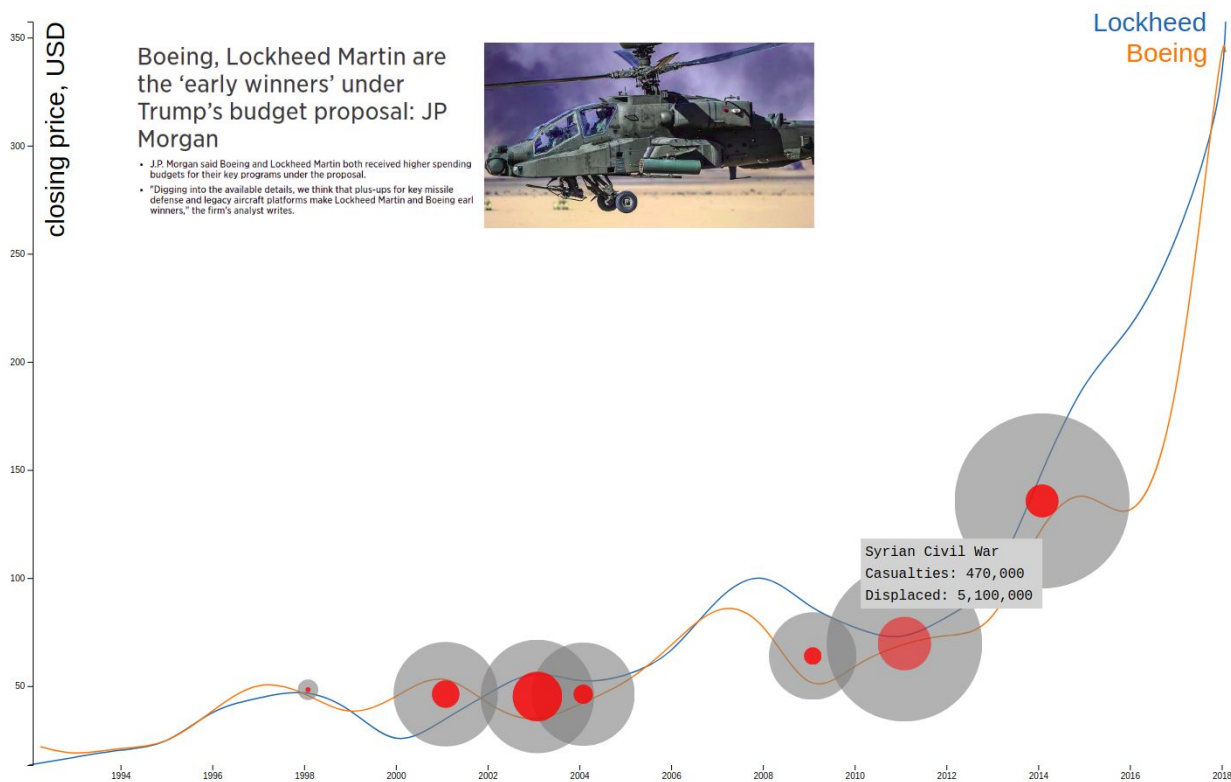 Lockheed
Boeing
closing price, USD
Boeing, Lockheed Martin are
the ‘early winners’ under
Trump’s budget proposal: JP
Morgan
• J.P. Morgan said Boeing and Lockheed Martin both received higher spending
budgets for their key programs under the proposal.
• "Digging into the available details, we think that plus-ups for key missile
defense and legacy aircraft platforms make Lockheed Martin and Boeing earl
winners," the firm's analyst writes.
350
300
250
200
150
100
50
Syrian Civil War
Casualties: 470,000
Displaced: 5,100,000
1994 1996 1998 2000 2002 2004 2006 2008 2010 2012 2014 2016 2018